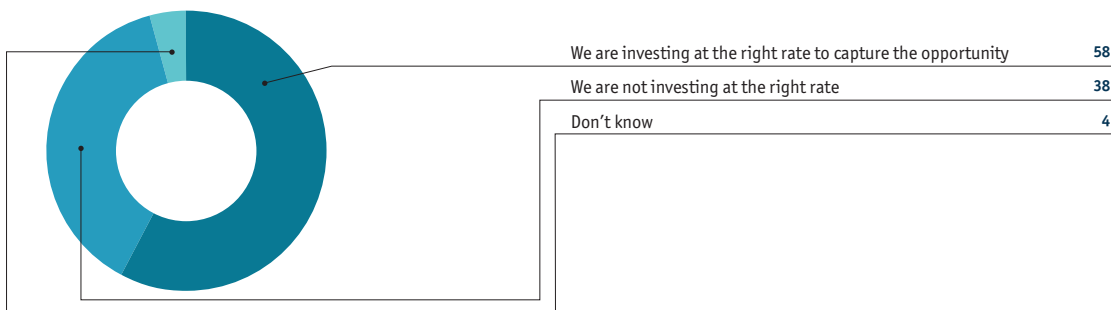 We are investing at the right rate to capture the opportunity 58
We are not investing at the right rate 38
Don't know 4